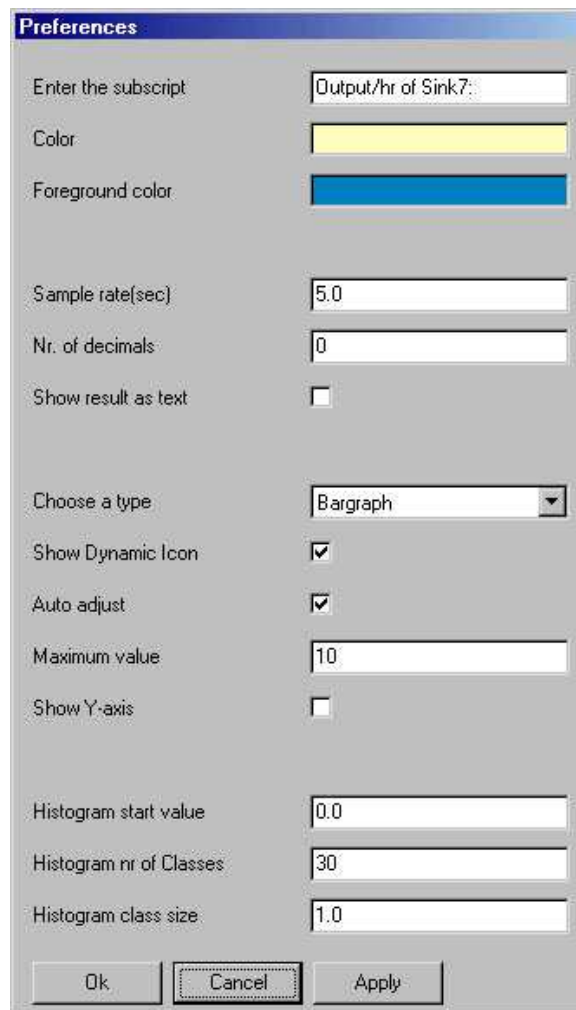 Preferences
Enter the subscript Output/hr of Sink7:
Color
Foreground color
Sample rate(sec) 5.0
Nr. of decimals 0
Show result as text
Choose a type Bargraph
Show Dynamic Icon
Auto adjust
Maximum value 10
Show Y-axis
Histogram start value 0.0
Histogram nr of Classes 30
Histogram class size 1.0
Ok Cancel Apply